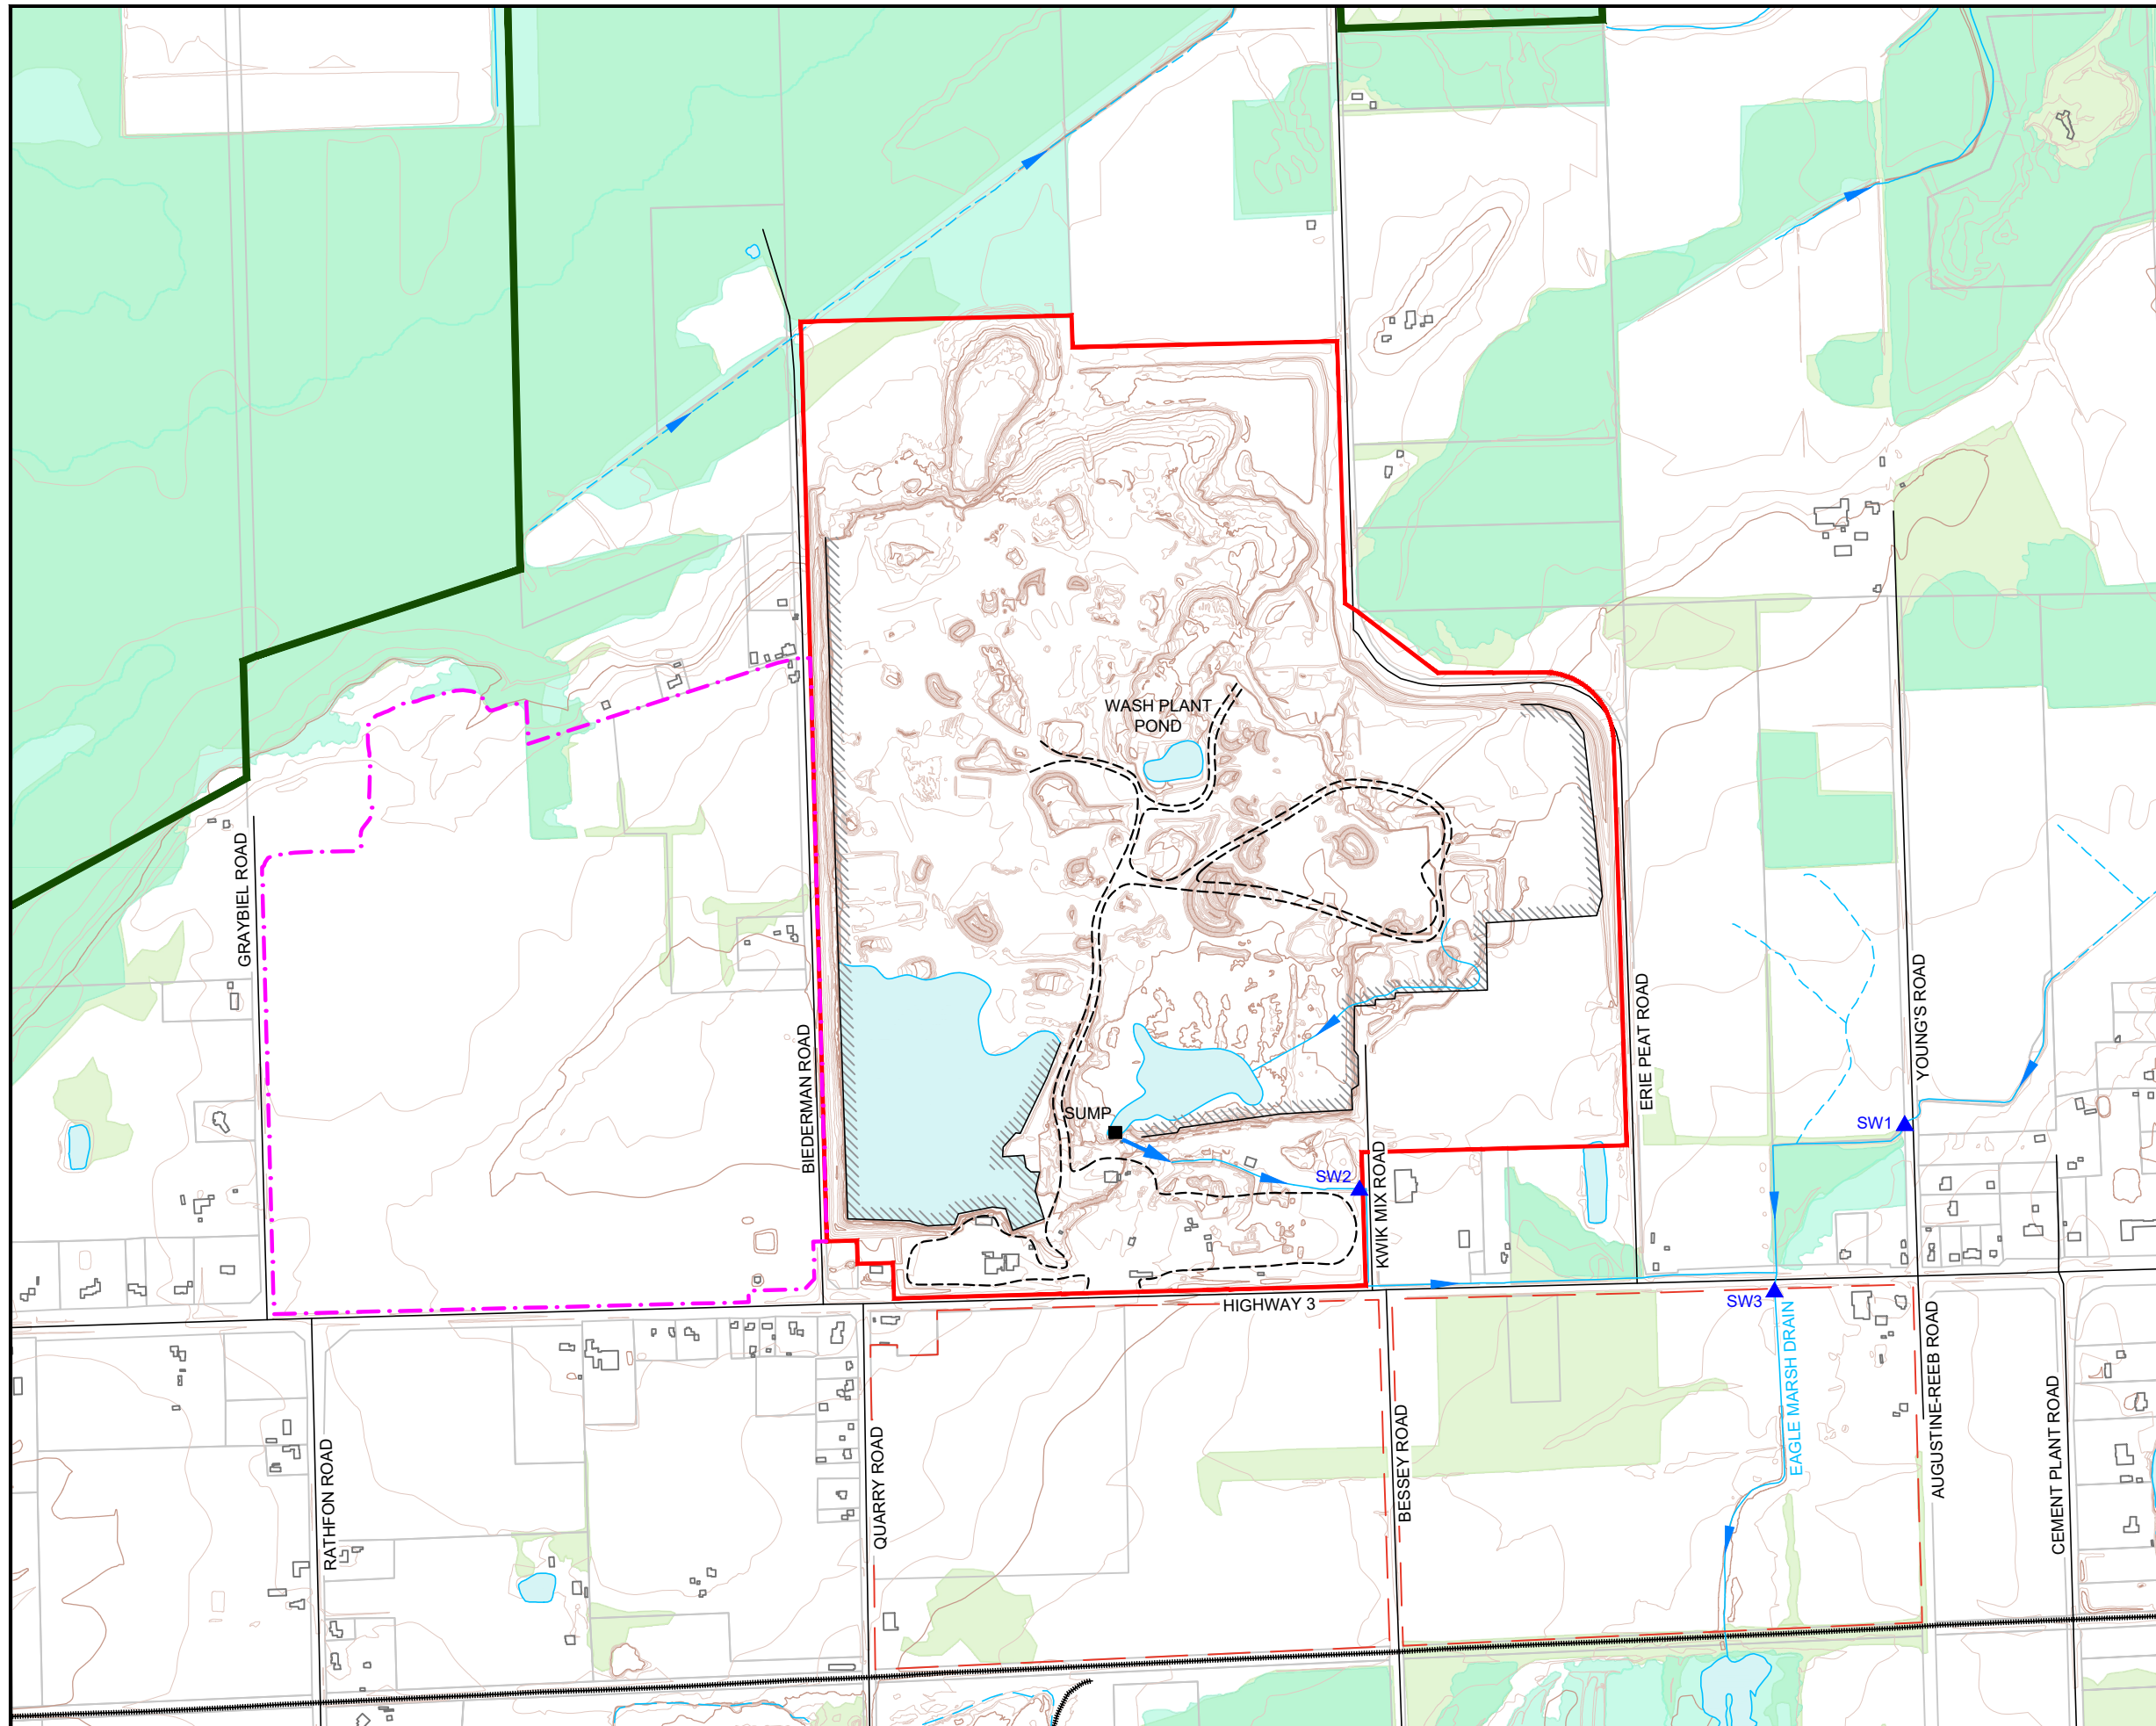 WASH PLANT
POND
GRAYBIEL ROAD
BIEDERMAN ROAD
ERIE PEAT ROAD
YOUNG'S ROAD
SUMP
SW1
SW2
KWIK MIX ROAD
SW3
HIGHWAY 3
EAGLE MARSH DRAIN
AUGUSTINE-REEB ROAD
CEMENT PLANT ROAD
BESSEY ROAD
QUARRY ROAD
RATHFON ROAD